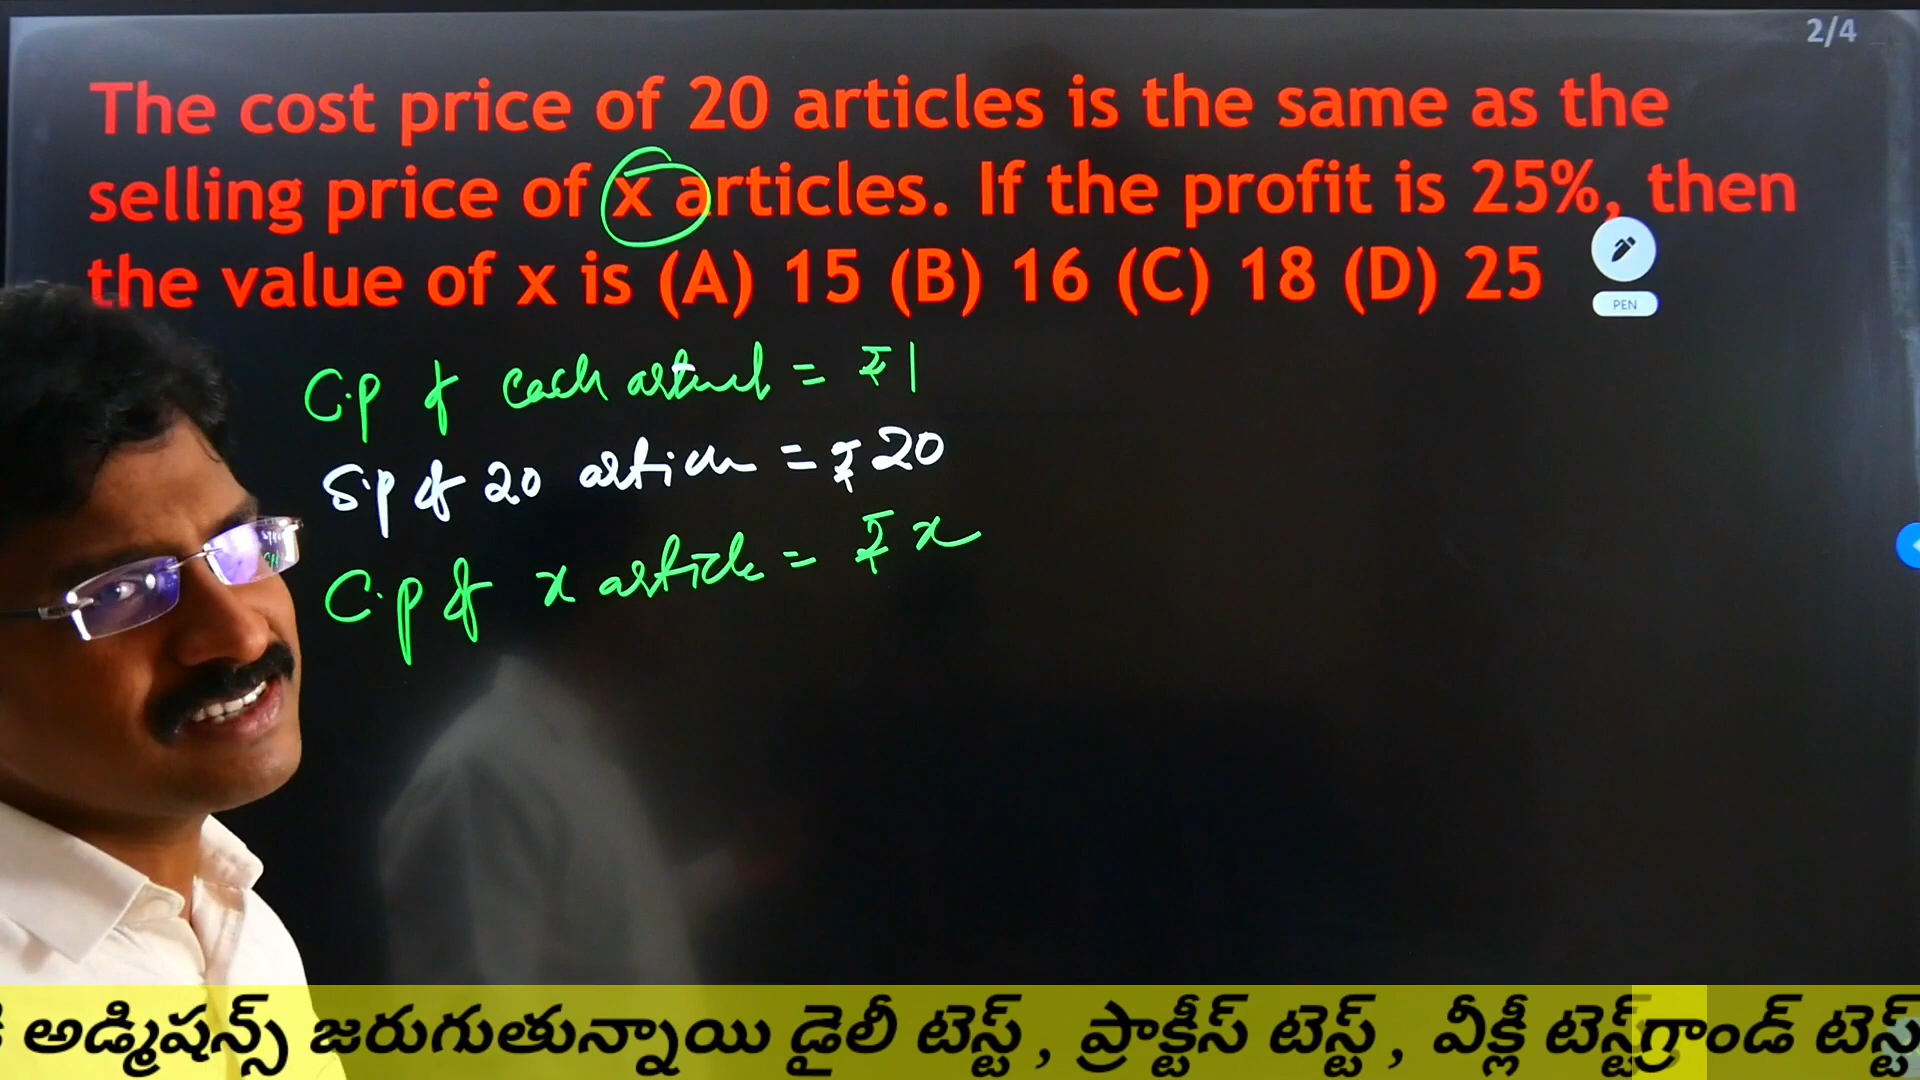 2/4
The cost price of 20 articles is the same as the
selling price of x articles. If the profit is 25%, then
the value of x is (A) 15 (B) 16 (C) 18 (D) 25
PEN
C.P of each article = ₹1
S.p of 20 article = ₹20
C.p of x article = ₹x
అడ్మిషన్స్ జరుగుతున్నాయి డైలీ టెస్ట్ , ప్రాక్టీస్ టెస్ట్ , వీక్లీ టెస్ట్ గ్రాండ్ టెస్ట్